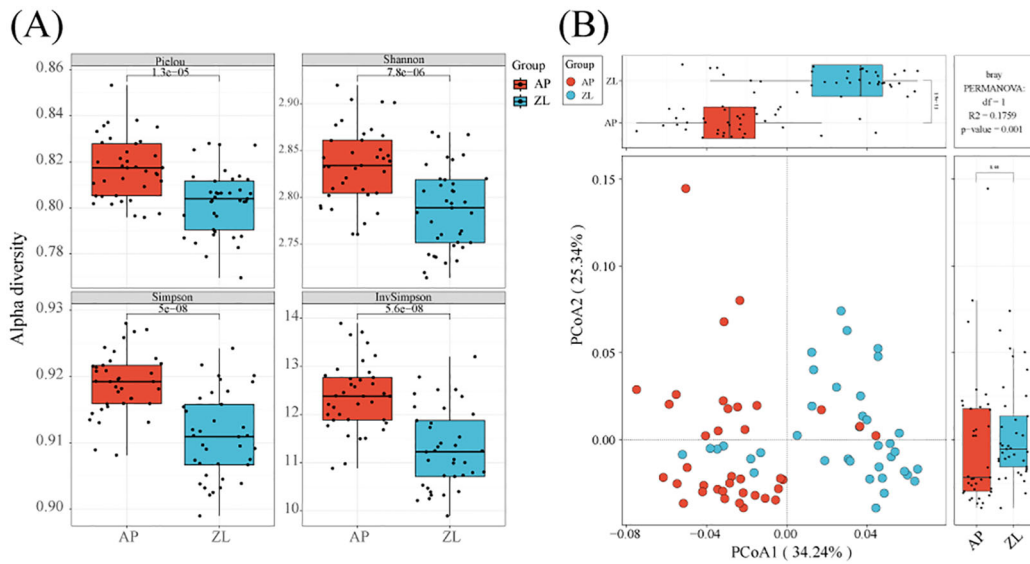 (A)
Pielou
Shannon
1.3e-05
7.8e-06
Group
AP
ZL
0.86
0.84
0.82
0.80
0.78
2.90
2.85
2.80
2.75
Alpha diversity
Simpson
InvSimpson
5e-08
5.6e-08
0.93
0.92
0.91
0.90
14
13
12
11
10
AP
ZL
AP
ZL
(B)
Group
AP
ZL
ZL
AP
bray
PERMANOVA:
df = 1
R2 = 0.1759
p-value = 0.001
0.15
0.10
0.05
0.00
PCoA2 ( 25.34% )
-0.08
-0.04
0.00
0.04
PCoA1 ( 34.24% )
AP
ZL